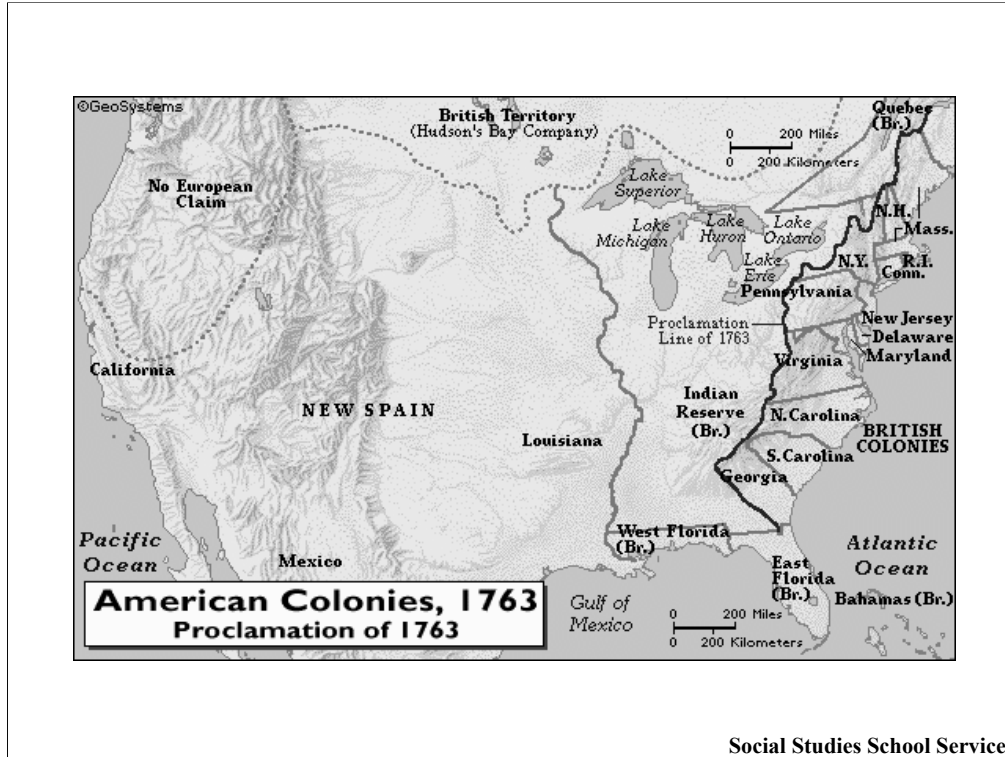 ©GeoSystems
British Territory
(Hudson's Bay Company)
Quebec
(Br.)
0 200 Miles
0 200 Kilometers
No European
Claim
Lake
Superior
Lake
Michigan
Lake
Huron
Lake
Ontario
Lake
Erie
N.H.
Mass.
N.Y.
R.I.
Conn.
Pennsylvania
Proclamation
Line of 1763
New Jersey
Delaware
Maryland
Virginia
California
NEW SPAIN
Indian
Reserve
(Br.)
N. Carolina
BRITISH
COLONIES
Louisiana
S. Carolina
Georgia
West Florida
(Br.)
Pacific
Ocean
Mexico
Atlantic
Ocean
East
Florida
(Br.)
Bahamas (Br.)
American Colonies, 1763
Proclamation of 1763
Gulf of
Mexico
0 200 Miles
0 200 Kilometers
Social Studies School Service